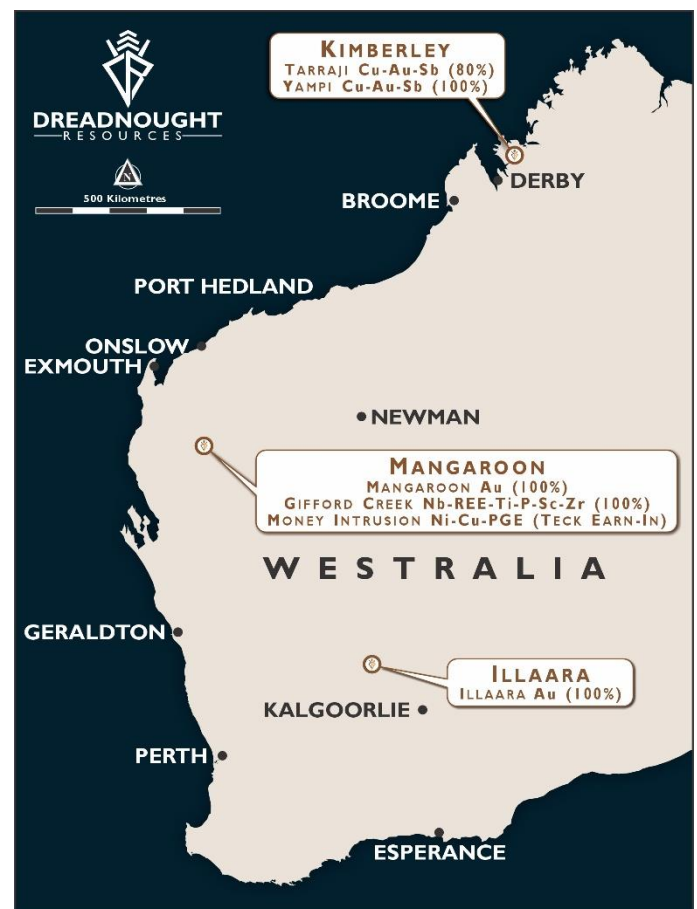 KIMBERLEY
TARRAJI CU-AU-SB (80%)
YAMPI CU-AU-SB (100%)
DREADNOUGHT
RESOURCES
N
500 Kilometres
DERBY
BROOME
PORT HEDLAND
ONSLOW
EXMOUTH
NEWMAN
MANGAROON
MANGAROON AU (100%)
GIFFORD CREEK NB-REE-TI-P-SC-ZR (100%)
MONEY INTRUSION NI-CU-PGE (TECK EARN-IN)
WESTRALIA
GERALDTON
ILLAARA
ILLAARA AU (100%)
KALGOORLIE
PERTH
ESPERANCE